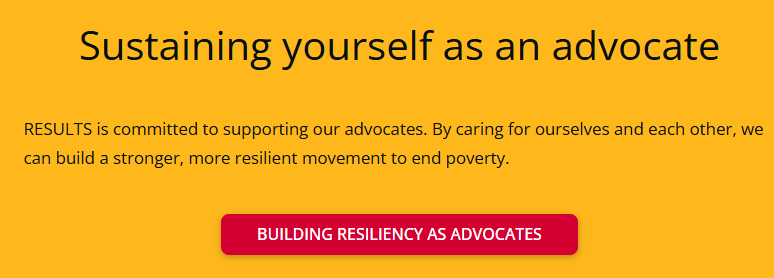 Sustaining yourself as an advocate
RESULTS is committed to supporting our advocates. By caring for ourselves and each other, we
can build a stronger, more resilient movement to end poverty.
BUILDING RESILIENCY AS ADVOCATES